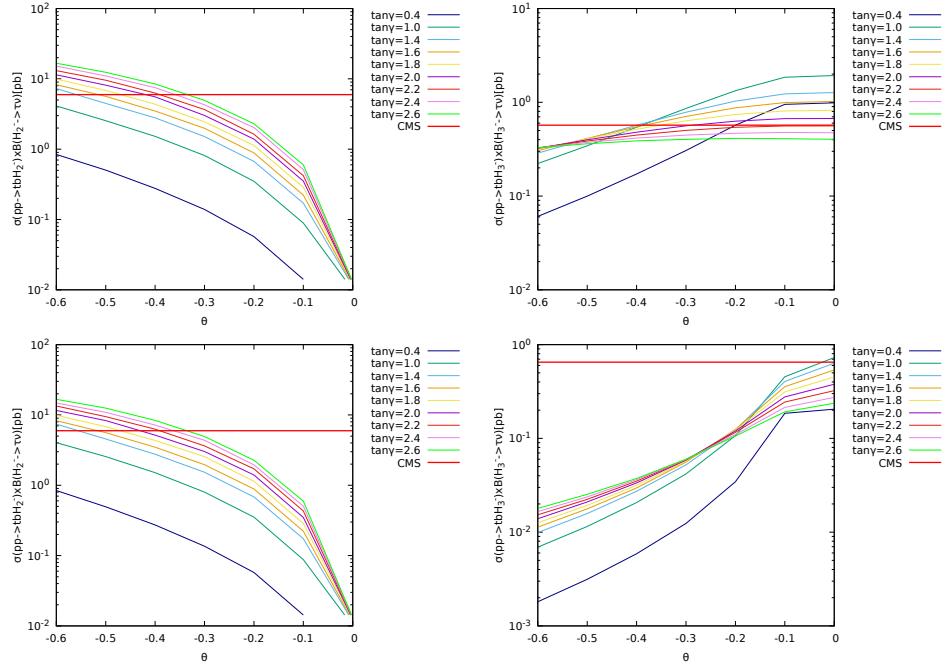 σ(pp->tbH₂⁻)xB(H₂⁻->τν)[pb]
10²
10¹
10⁰
10⁻¹
10⁻²
-0.6 -0.5 -0.4 -0.3 -0.2 -0.1 0
θ
tanγ=0.4
tanγ=1.0
tanγ=1.4
tanγ=1.6
tanγ=1.8
tanγ=2.0
tanγ=2.2
tanγ=2.4
tanγ=2.6
CMS
σ(pp->tbH₃⁻)xB(H₃⁻->τν)[pb]
10¹
10⁰
10⁻¹
10⁻²
-0.6 -0.5 -0.4 -0.3 -0.2 -0.1 0
θ
tanγ=0.4
tanγ=1.0
tanγ=1.4
tanγ=1.6
tanγ=1.8
tanγ=2.0
tanγ=2.2
tanγ=2.4
tanγ=2.6
CMS
σ(pp->tbH₂⁻)xB(H₂⁻->τν)[pb]
10²
10¹
10⁰
10⁻¹
10⁻²
-0.6 -0.5 -0.4 -0.3 -0.2 -0.1 0
θ
tanγ=0.4
tanγ=1.0
tanγ=1.4
tanγ=1.6
tanγ=1.8
tanγ=2.0
tanγ=2.2
tanγ=2.4
tanγ=2.6
CMS
σ(pp->tbH₃⁻)xB(H₃⁻->τν)[pb]
10⁰
10⁻¹
10⁻²
10⁻³
-0.6 -0.5 -0.4 -0.3 -0.2 -0.1 0
θ
tanγ=0.4
tanγ=1.0
tanγ=1.4
tanγ=1.6
tanγ=1.8
tanγ=2.0
tanγ=2.2
tanγ=2.4
tanγ=2.6
CMS